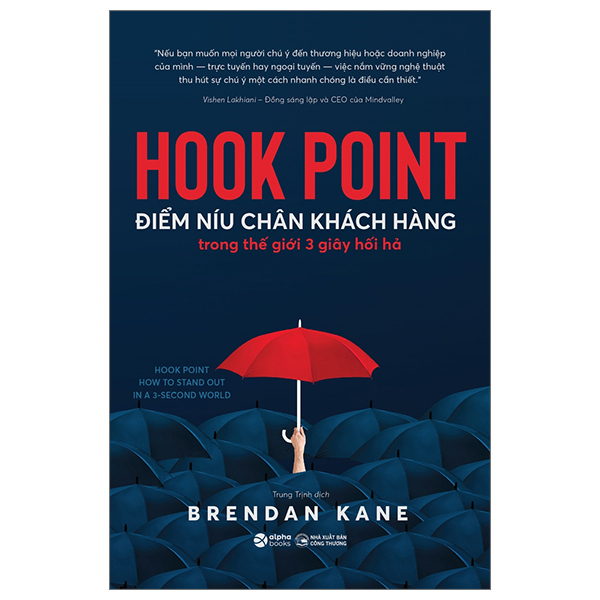 "Nếu bạn muốn mọi người chú ý đến thương hiệu hoặc doanh nghiệp
của mình — trực tuyến hay ngoại tuyến — việc nắm vững nghệ thuật
thu hút sự chú ý một cách nhanh chóng là điều cần thiết."
Vishen Lakhiani – Đồng sáng lập và CEO của Mindvalley
HOOK POINT
ĐIỂM NÍU CHÂN KHÁCH HÀNG
trong thế giới 3 giây hối hả
HOOK POINT
HOW TO STAND OUT
IN A 3-SECOND WORLD
Trung Trịnh dịch
BRENDAN KANE
alpha
books
NHÀ XUẤT BẢN
CÔNG THƯƠNG